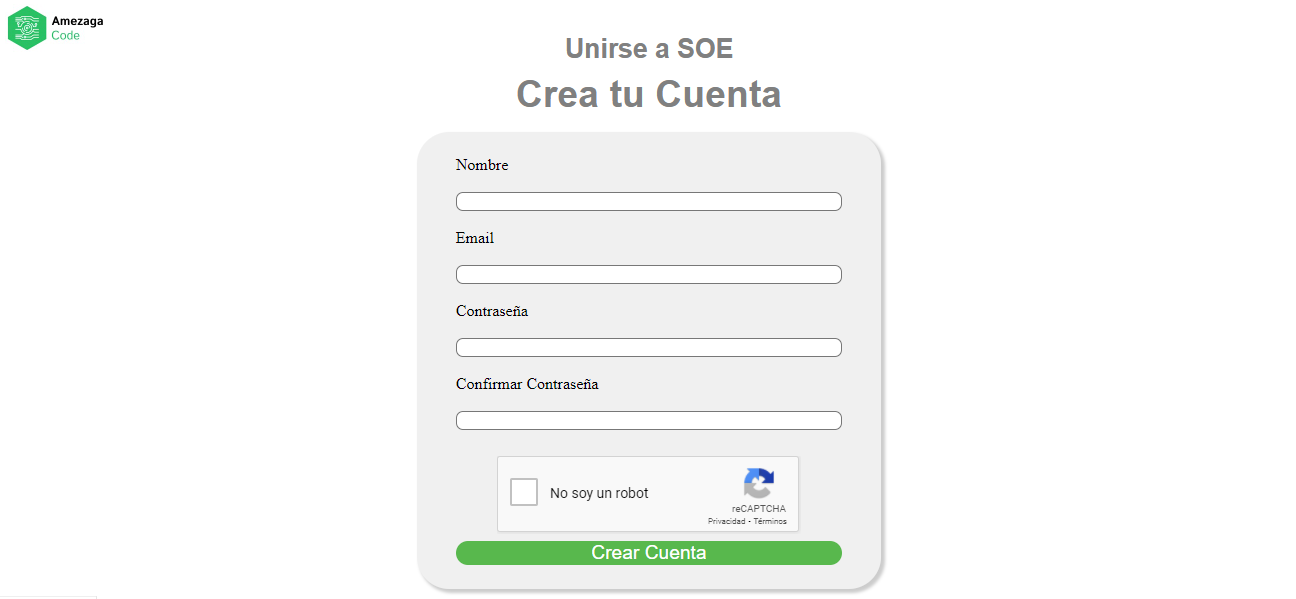 Amezaga
Code
Unirse a SOE
Crea tu Cuenta
Nombre
Email
Contraseña
Confirmar Contraseña
No soy un robot
reCAPTCHA
Privacidad - Términos
Crear Cuenta